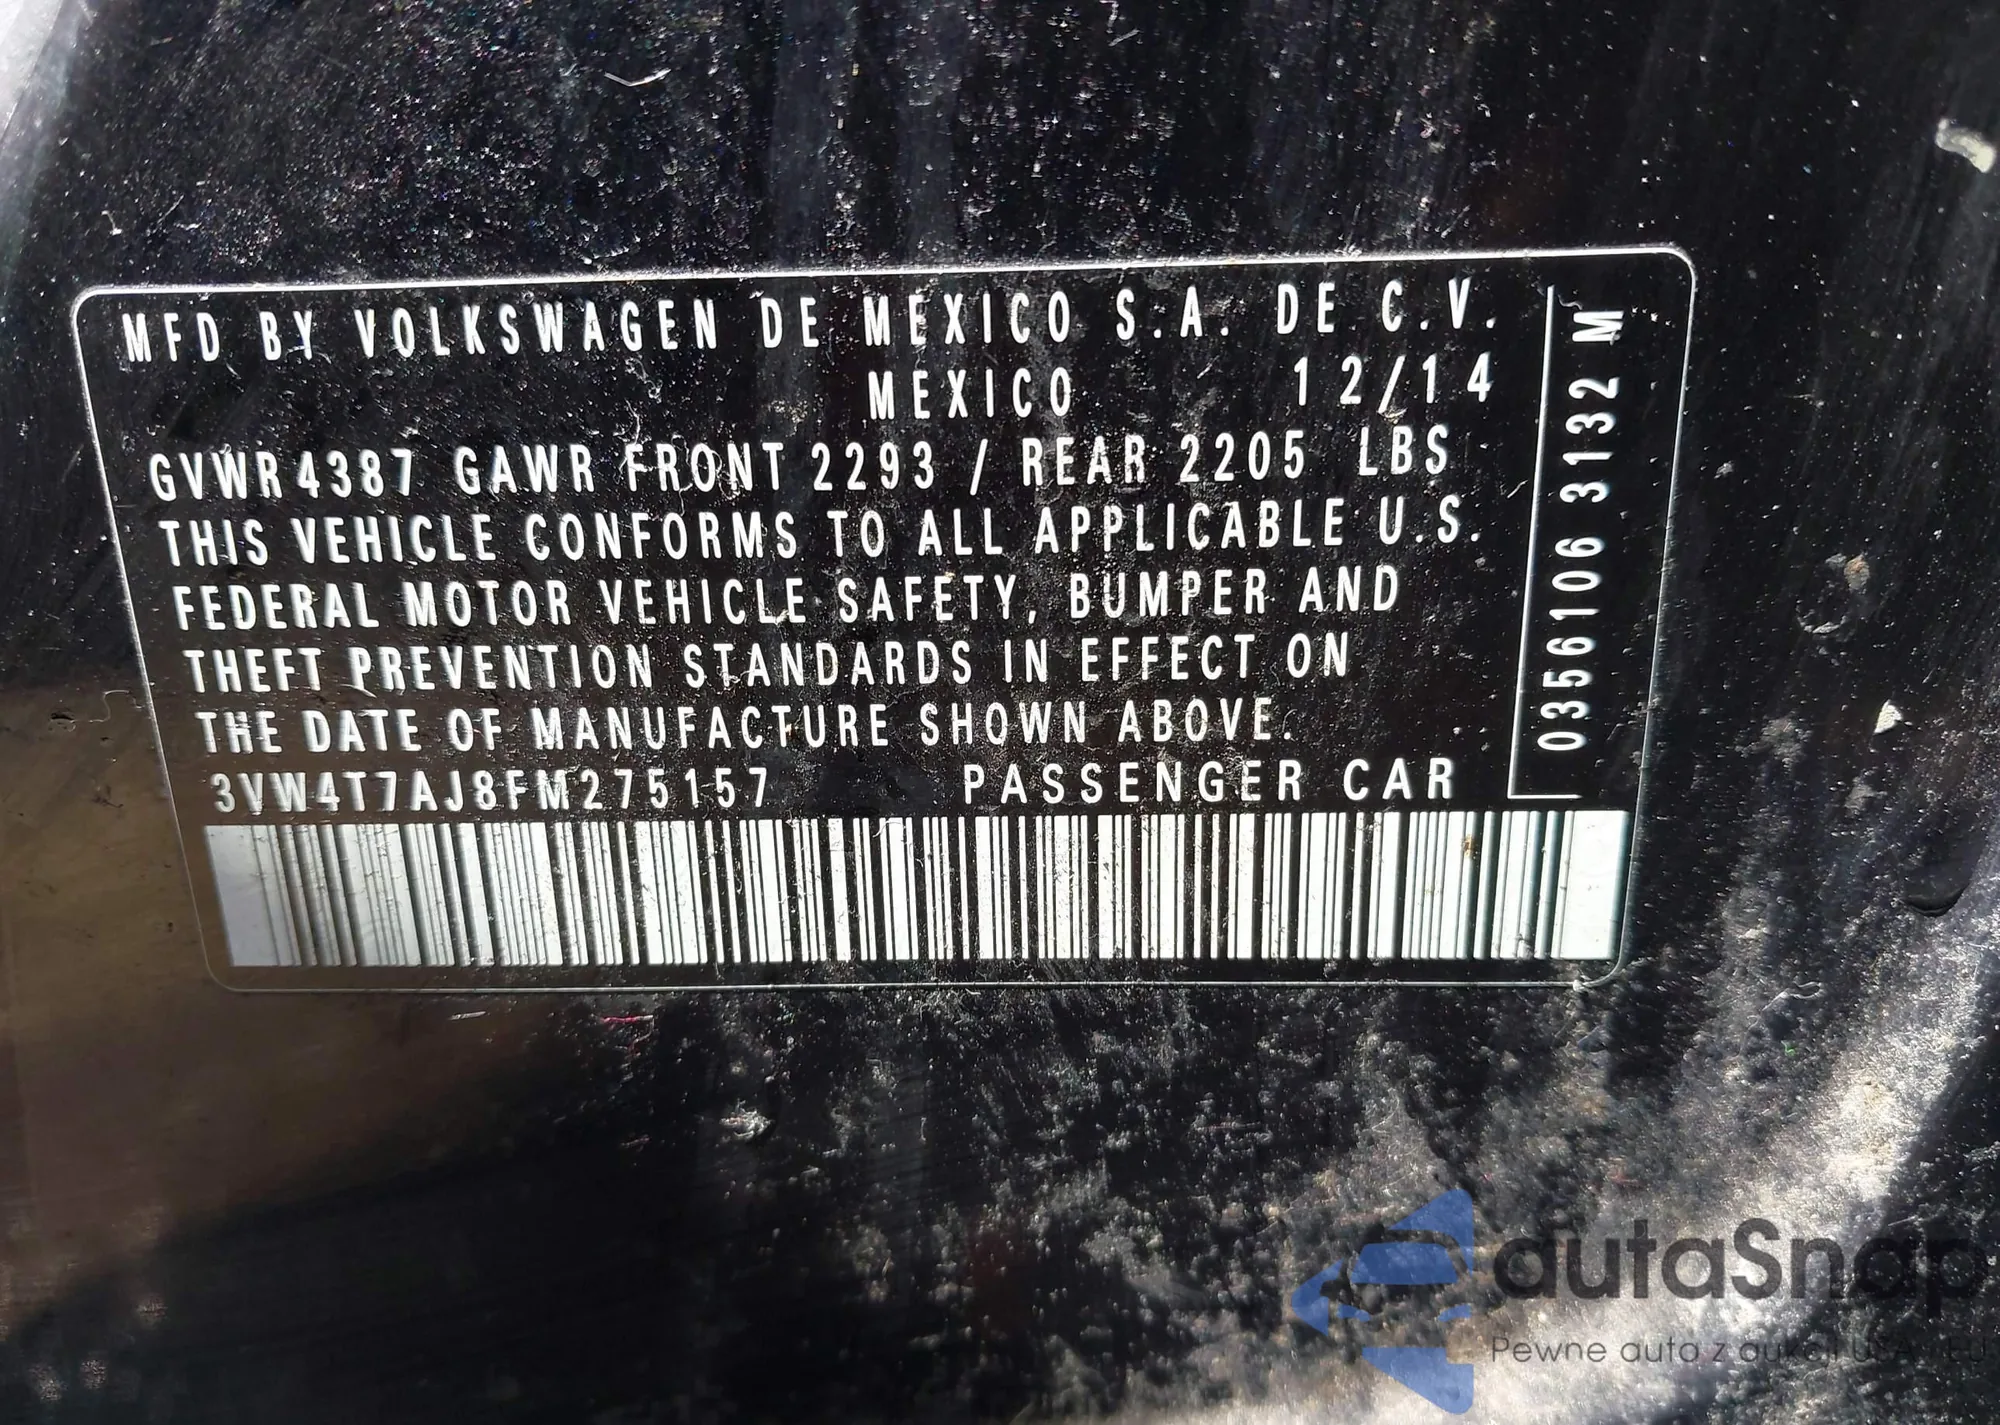 MFD BY VOLKSWAGEN DE MEXICO S.A. DE C.V.
MEXICO 12/14
GVWR 4387 GAWR FRONT 2293 / REAR 2205 LBS
THIS VEHICLE CONFORMS TO ALL APPLICABLE U.S.
FEDERAL MOTOR VEHICLE SAFETY, BUMPER AND
THEFT PREVENTION STANDARDS IN EFFECT ON
THE DATE OF MANUFACTURE SHOWN ABOVE.
3VW4T7AJ8FM275157 PASSENGER CAR
0356106 3132 M
autaSnap
Pewne auto z aukcji USA i EU